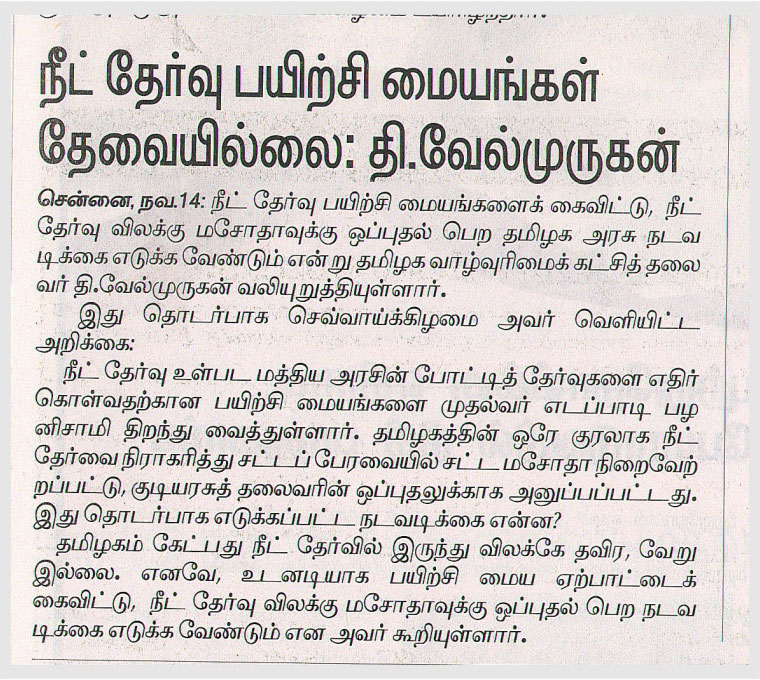 நீட் தேர்வு பயிற்சி மையங்கள்
தேவையில்லை: தி.வேல்முருகன்
சென்னை, நவ.14: நீட் தேர்வு பயிற்சி மையங்களைக் கைவிட்டு, நீட்
தேர்வு விலக்கு மசோதாவுக்கு ஒப்புதல் பெற தமிழக அரசு நடவ
டிக்கை எடுக்க வேண்டும் என்று தமிழக வாழ்வுரிமைக் கட்சித் தலை
வர் தி.வேல்முருகன் வலியுறுத்தியுள்ளார்.
இது தொடர்பாக செவ்வாய்க்கிழமை அவர் வெளியிட்ட
அறிக்கை:
நீட் தேர்வு உள்பட மத்திய அரசின் போட்டித் தேர்வுகளை எதிர்
கொள்வதற்கான பயிற்சி மையங்களை முதல்வர் எடப்பாடி பழ
னிசாமி திறந்து வைத்துள்ளார். தமிழகத்தின் ஒரே குரலாக நீட்
தேர்வை நிராகரித்து சட்டப் பேரவையில் சட்ட மசோதா நிறைவேற்
றப்பட்டு, குடியரசுத் தலைவரின் ஒப்புதலுக்காக அனுப்பப்பட்டது.
இது தொடர்பாக எடுக்கப்பட்ட நடவடிக்கை என்ன?
தமிழகம் கேட்பது நீட் தேர்வில் இருந்து விலக்கே தவிர, வேறு
இல்லை. எனவே, உடனடியாக பயிற்சி மைய ஏற்பாட்டைக்
கைவிட்டு, நீட் தேர்வு விலக்கு மசோதாவுக்கு ஒப்புதல் பெற நடவ
டிக்கை எடுக்க வேண்டும் என அவர் கூறியுள்ளார்.